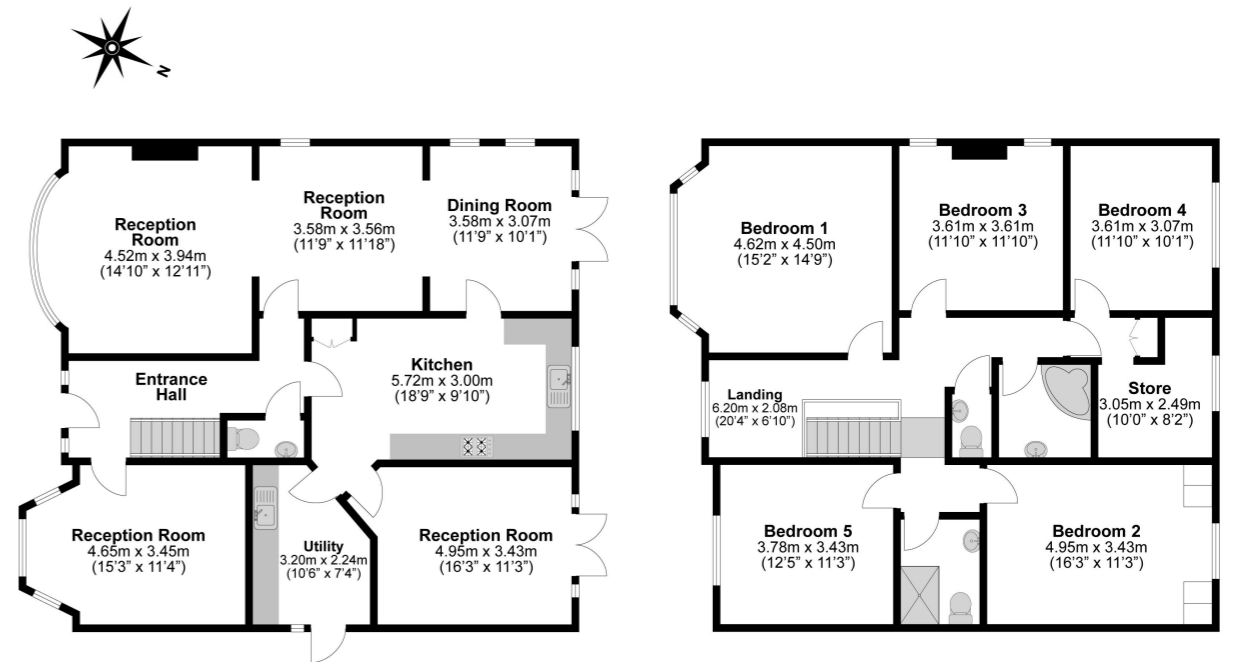 N
Reception
Room
4.52m x 3.94m
(14’10” x 12’11”)
Reception
Room
3.58m x 3.56m
(11’9” x 11’18”)
Dining Room
3.58m x 3.07m
(11’9” x 10’1”)
Entrance
Hall
Kitchen
5.72m x 3.00m
(18’9” x 9’10”)
Reception Room
4.65m x 3.45m
(15’3” x 11’4”)
Utility
3.20m x 2.24m
(10’6” x 7’4”)
Reception Room
4.95m x 3.43m
(16’3” x 11’3”)
Bedroom 1
4.62m x 4.50m
(15’2” x 14’9”)
Bedroom 3
3.61m x 3.61m
(11’10” x 11’10”)
Bedroom 4
3.61m x 3.07m
(11’10” x 10’1”)
Landing
6.20m x 2.08m
(20’4” x 6’10”)
Store
3.05m x 2.49m
(10’0” x 8’2”)
Bedroom 5
3.78m x 3.43m
(12’5” x 11’3”)
Bedroom 2
4.95m x 3.43m
(16’3” x 11’3”)